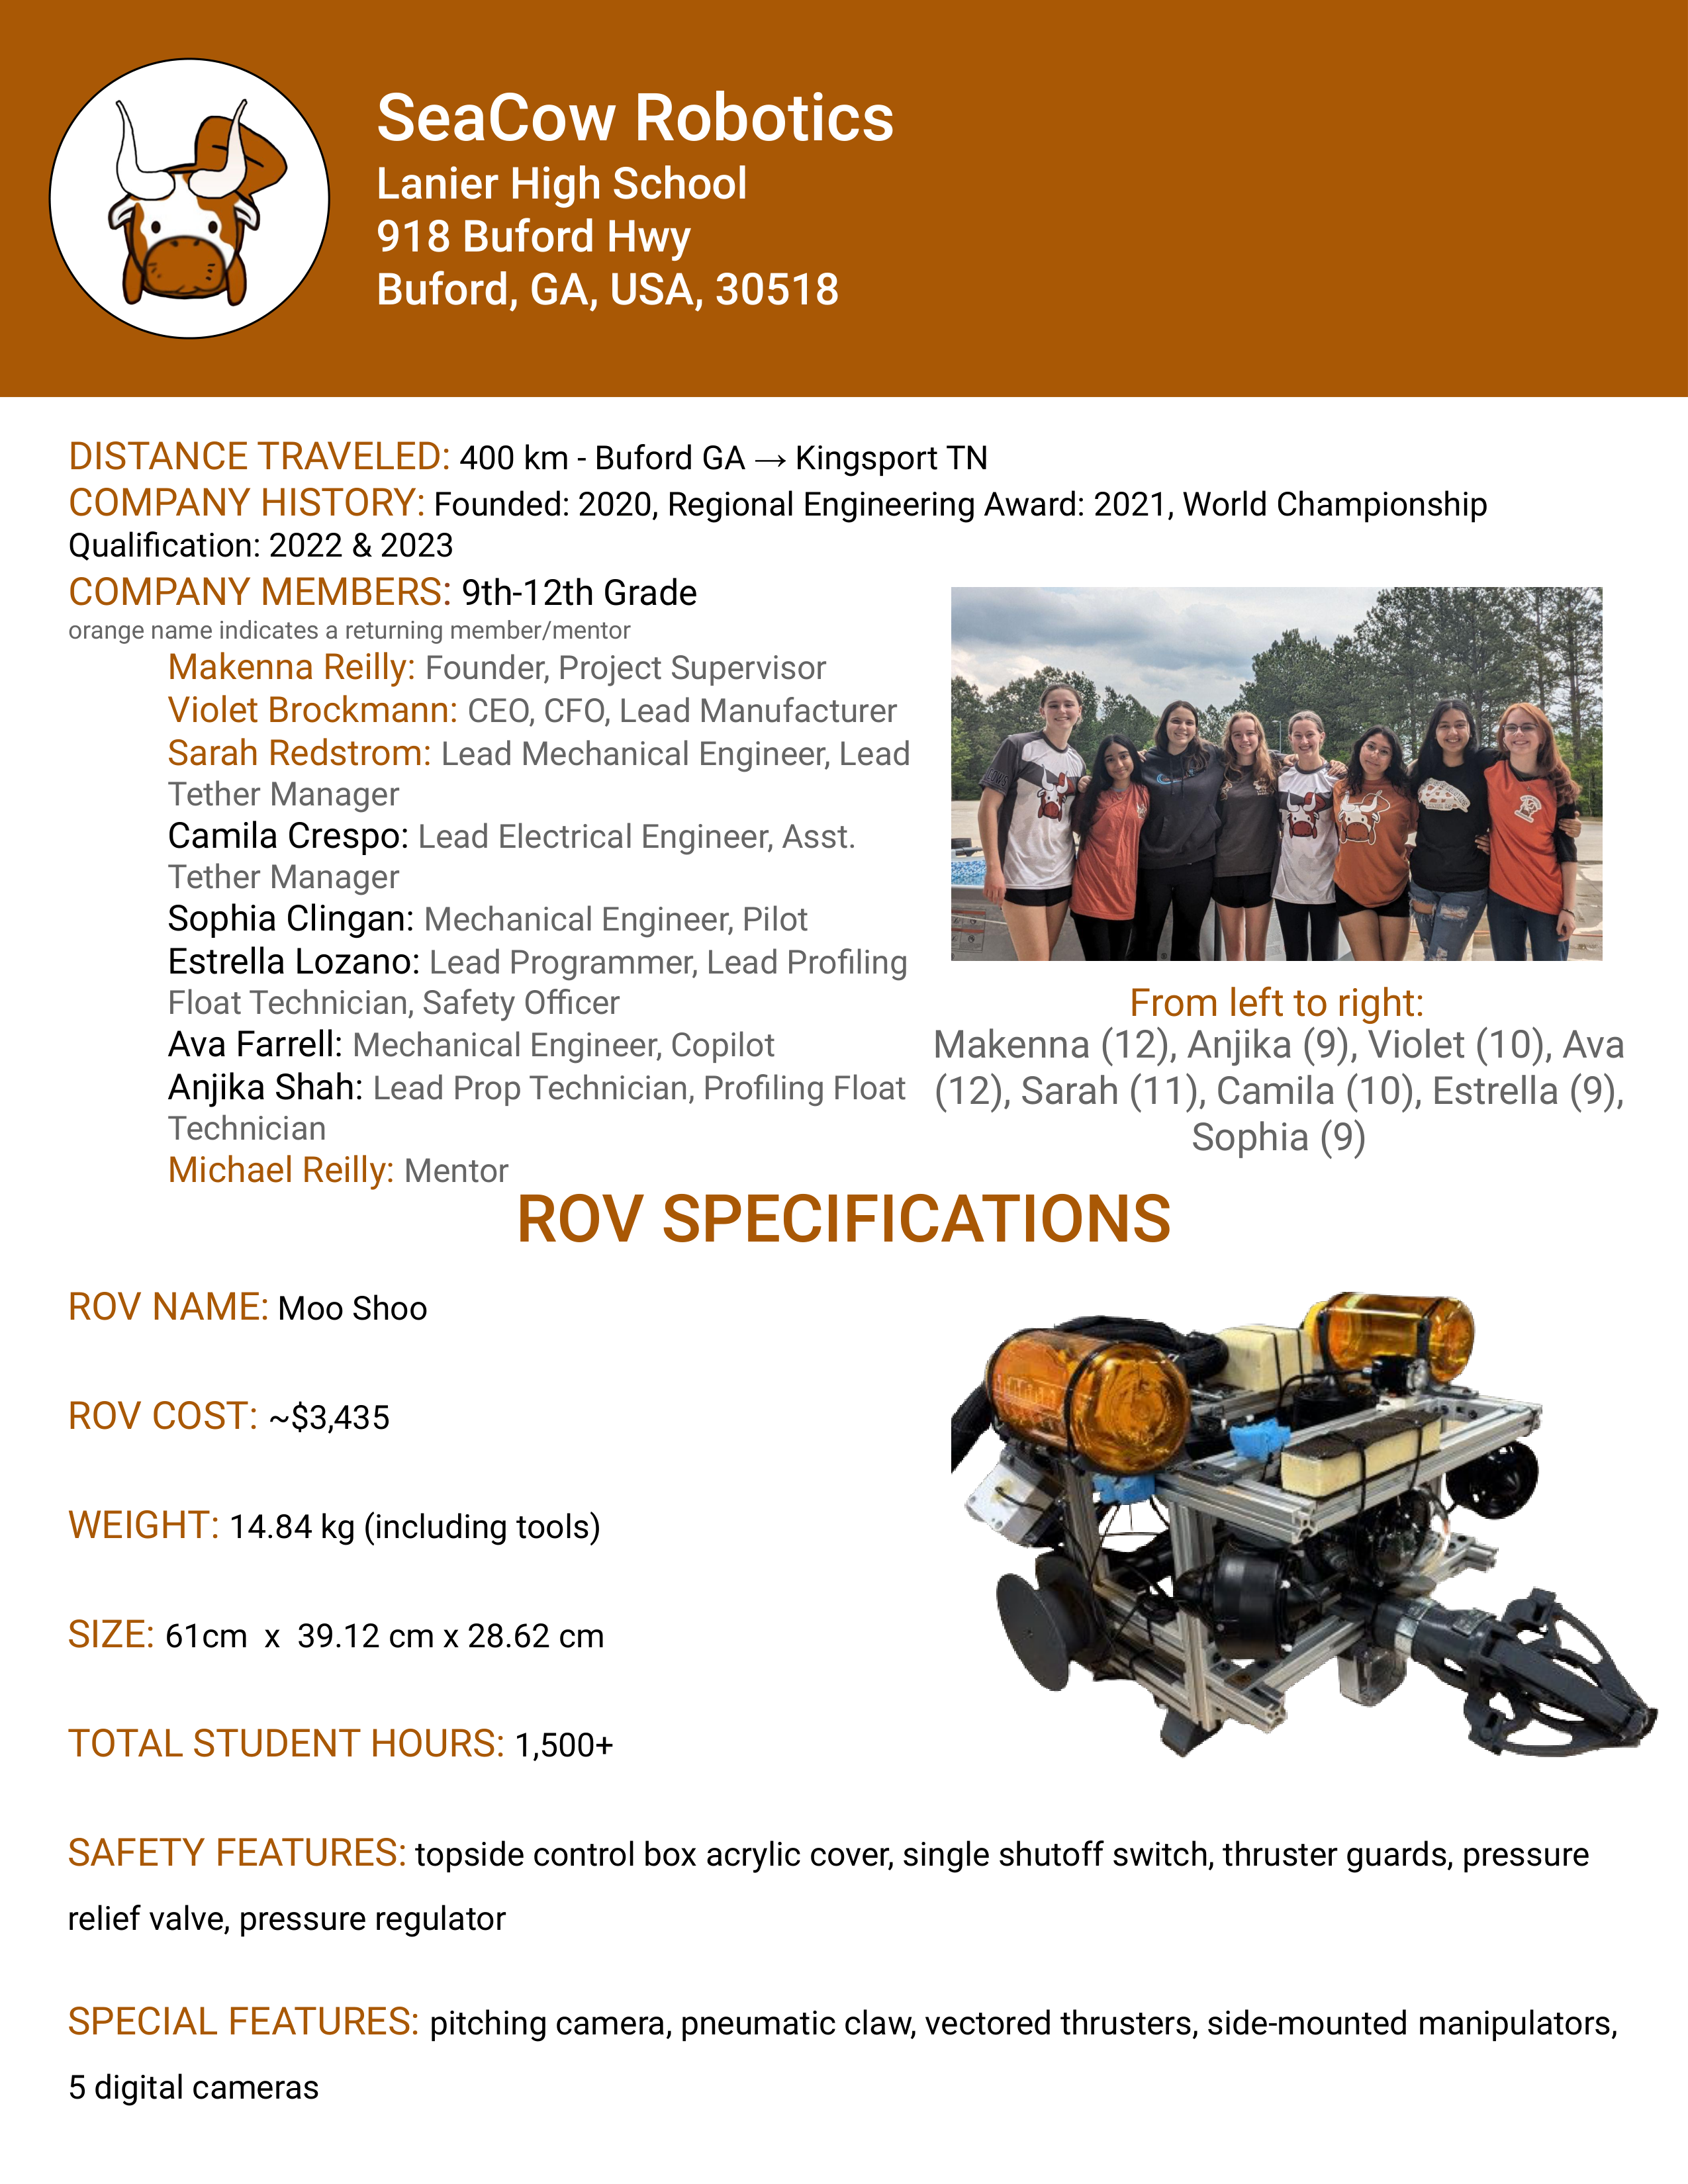 SeaCow Robotics
Lanier High School
918 Buford Hwy
Buford, GA, USA, 30518
DISTANCE TRAVELED: 400 km - Buford GA → Kingsport TN
COMPANY HISTORY: Founded: 2020, Regional Engineering Award: 2021, World Championship
Qualification: 2022 & 2023
COMPANY MEMBERS: 9th-12th Grade
orange name indicates a returning member/mentor
Makenna Reilly: Founder, Project Supervisor
Violet Brockmann: CEO, CFO, Lead Manufacturer
Sarah Redstrom: Lead Mechanical Engineer, Lead
Tether Manager
Camila Crespo: Lead Electrical Engineer, Asst.
Tether Manager
Sophia Clingan: Mechanical Engineer, Pilot
Estrella Lozano: Lead Programmer, Lead Profiling
Float Technician, Safety Officer
Ava Farrell: Mechanical Engineer, Copilot
Anjika Shah: Lead Prop Technician, Profiling Float
Technician
Michael Reilly: Mentor
From left to right:
Makenna (12), Anjika (9), Violet (10), Ava
(12), Sarah (11), Camila (10), Estrella (9),
Sophia (9)
ROV SPECIFICATIONS
ROV NAME: Moo Shoo
ROV COST: ~$3,435
WEIGHT: 14.84 kg (including tools)
SIZE: 61cm x 39.12 cm x 28.62 cm
TOTAL STUDENT HOURS: 1,500+
SAFETY FEATURES: topside control box acrylic cover, single shutoff switch, thruster guards, pressure
relief valve, pressure regulator
SPECIAL FEATURES: pitching camera, pneumatic claw, vectored thrusters, side-mounted manipulators,
5 digital cameras